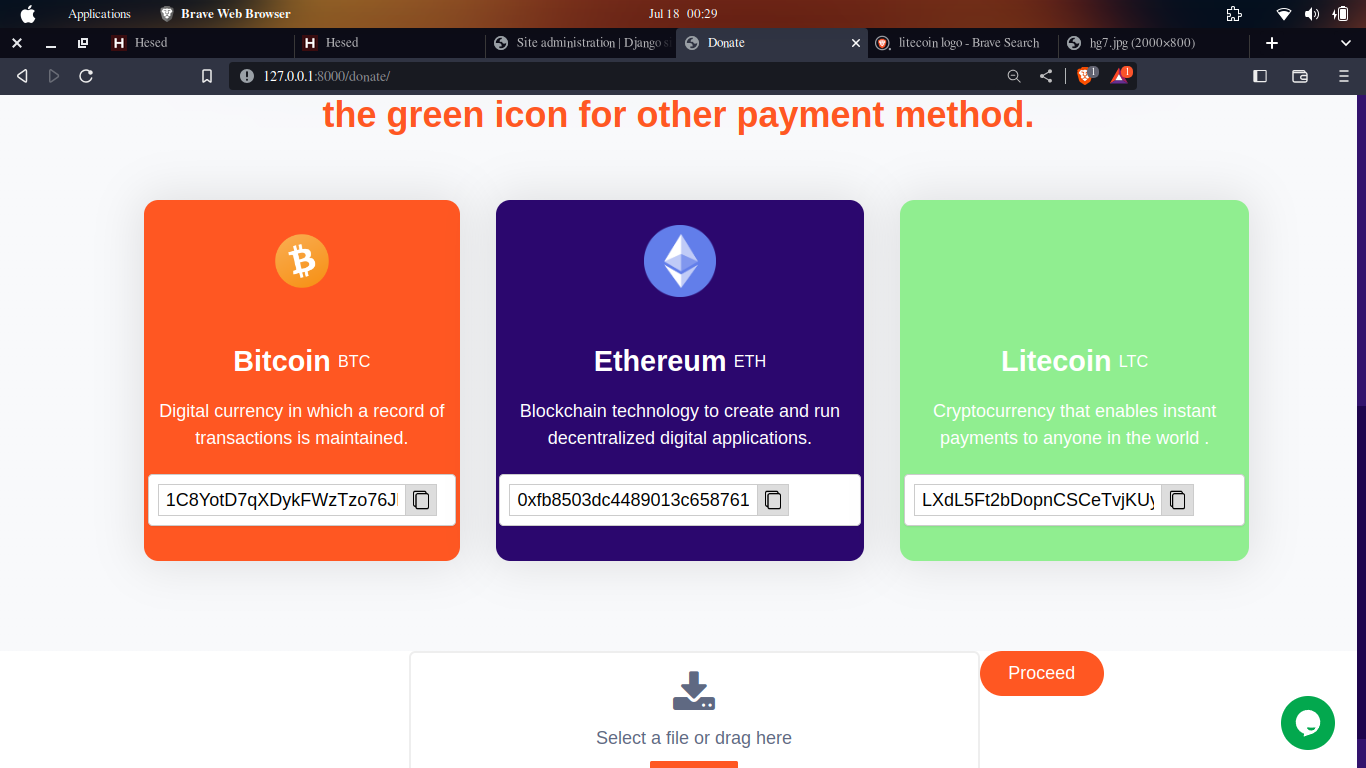 Applications
Brave Web Browser
Jul 18 00:29
H Hesed
H Hesed
Site administration | Django s
Donate
litecoin logo - Brave Search
hg7.jpg (2000×800)
127.0.0.1:8000/donate/
1
1
the green icon for other payment method.
Bitcoin BTC
Digital currency in which a record of
transactions is maintained.
1C8YotD7qXDykFWzTzo76J
Ethereum ETH
Blockchain technology to create and run
decentralized digital applications.
0xfb8503dc4489013c658761
Litecoin LTC
Cryptocurrency that enables instant
payments to anyone in the world .
LXdL5Ft2bDopnCSCeTvjKUy
Proceed
Select a file or drag here